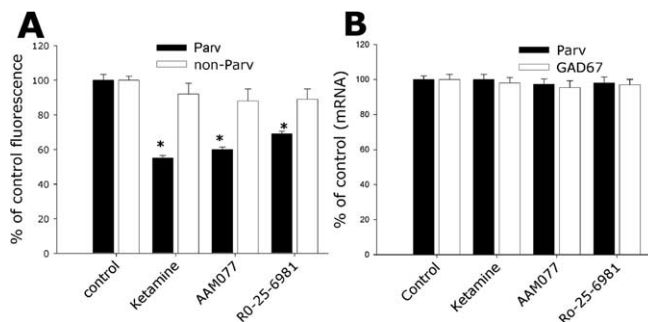 A
Parv
non-Parv
% of control fluorescence
120
100
80
60
40
20
0
*
*
*
control
Ketamine
AAM077
R0-25-6981
B
Parv
GAD67
% of control (mRNA)
120
100
80
60
40
20
0
Control
Ketamine
AAM077
Ro-25-6981